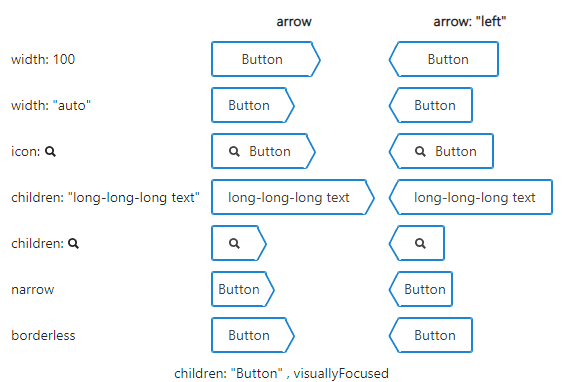 arrow arrow: "left"
width: 100 Button Button
width: "auto" Button Button
icon: Button Button
children: "long-long-long text" long-long-long text long-long-long text
children:
narrow Button Button
borderless Button Button
children: "Button" , visuallyFocused